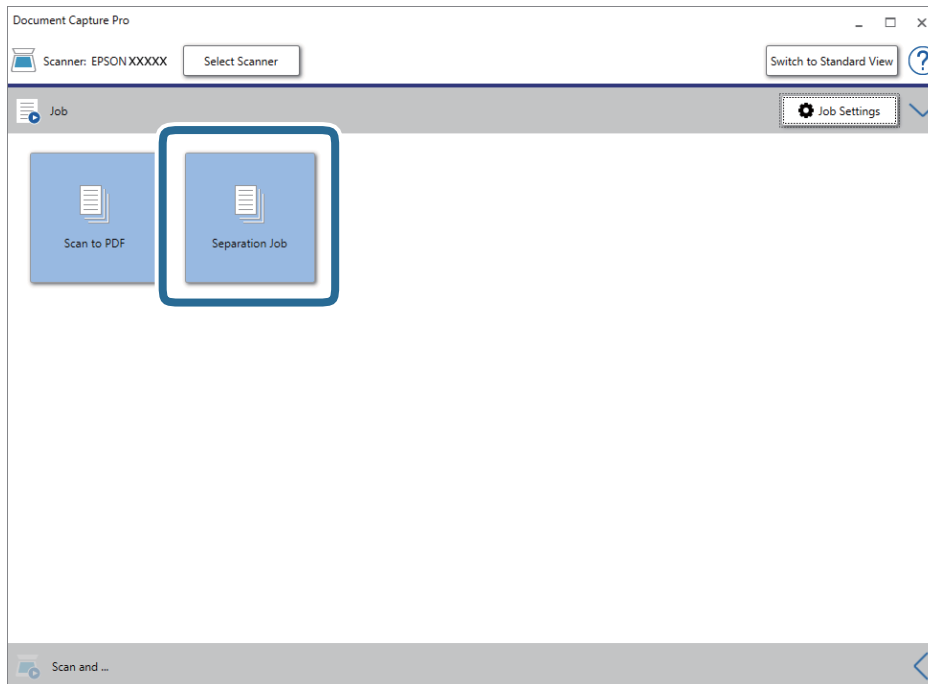 Document Capture Pro
Scanner: EPSON XXXXX Select Scanner Switch to Standard View ?
Job Job Settings
Scan to PDF Separation Job
Scan and ...